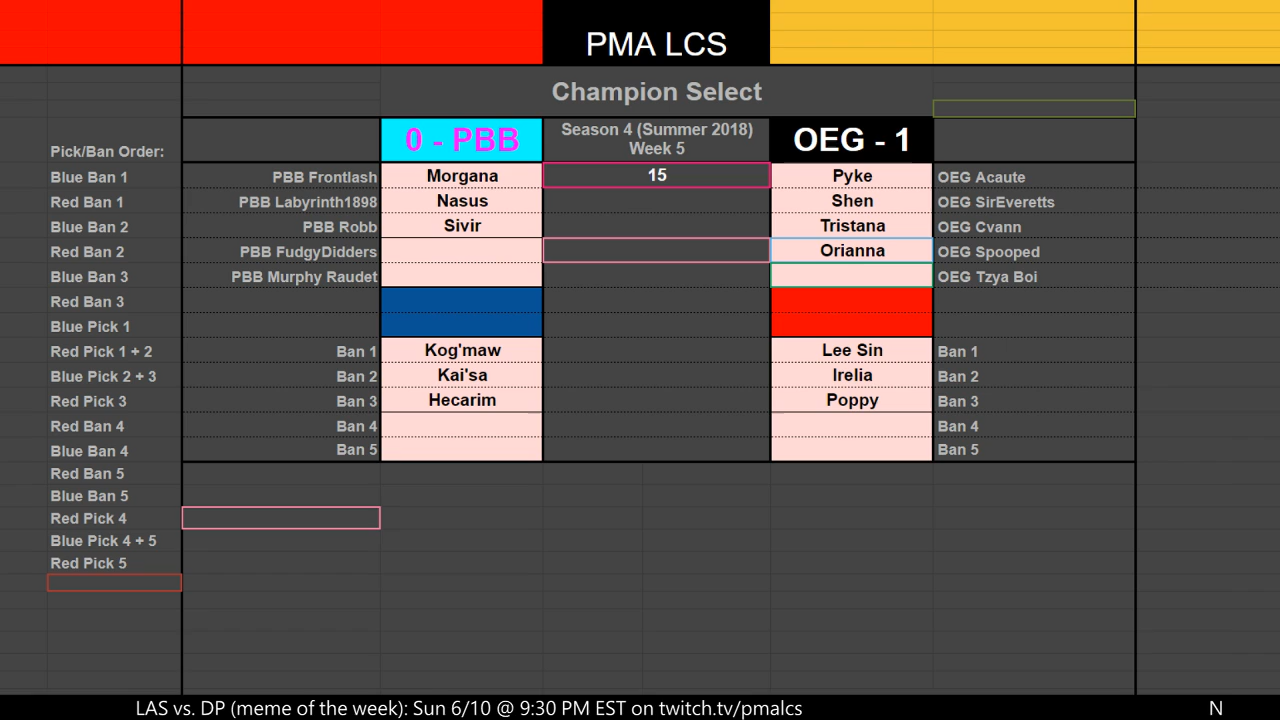 PMA LCS
Champion Select
0 - PBB
Season 4 (Summer 2018)
Week 5
OEG - 1
Pick/Ban Order:
Blue Ban 1
PBB Frontlash
Morgana
15
Pyke
OEG Acaute
Red Ban 1
PBB Labyrinth1898
Nasus
Shen
OEG SirEveretts
Blue Ban 2
PBB Robb
Sivir
Tristana
OEG Cvann
Red Ban 2
PBB FudgyDidders
Orianna
OEG Spooped
Blue Ban 3
PBB Murphy Raudet
OEG Tzya Boi
Red Ban 3
Blue Pick 1
Red Pick 1 + 2
Ban 1
Kog'maw
Lee Sin
Ban 1
Blue Pick 2 + 3
Ban 2
Kai'sa
Irelia
Ban 2
Red Pick 3
Ban 3
Hecarim
Poppy
Ban 3
Red Ban 4
Ban 4
Ban 4
Blue Ban 4
Ban 5
Ban 5
Red Ban 5
Blue Ban 5
Red Pick 4
Blue Pick 4 + 5
Red Pick 5
LAS vs. DP (meme of the week): Sun 6/10 @ 9:30 PM EST on twitch.tv/pmalcs
N